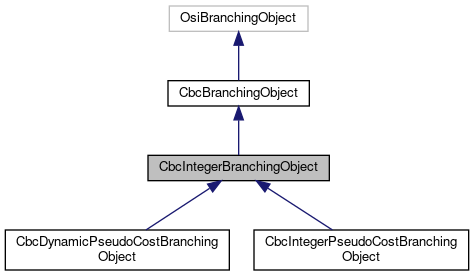 OsiBranchingObject
CbcBranchingObject
CbcIntegerBranchingObject
CbcDynamicPseudoCostBranching
Object
CbcIntegerPseudoCostBranching
Object